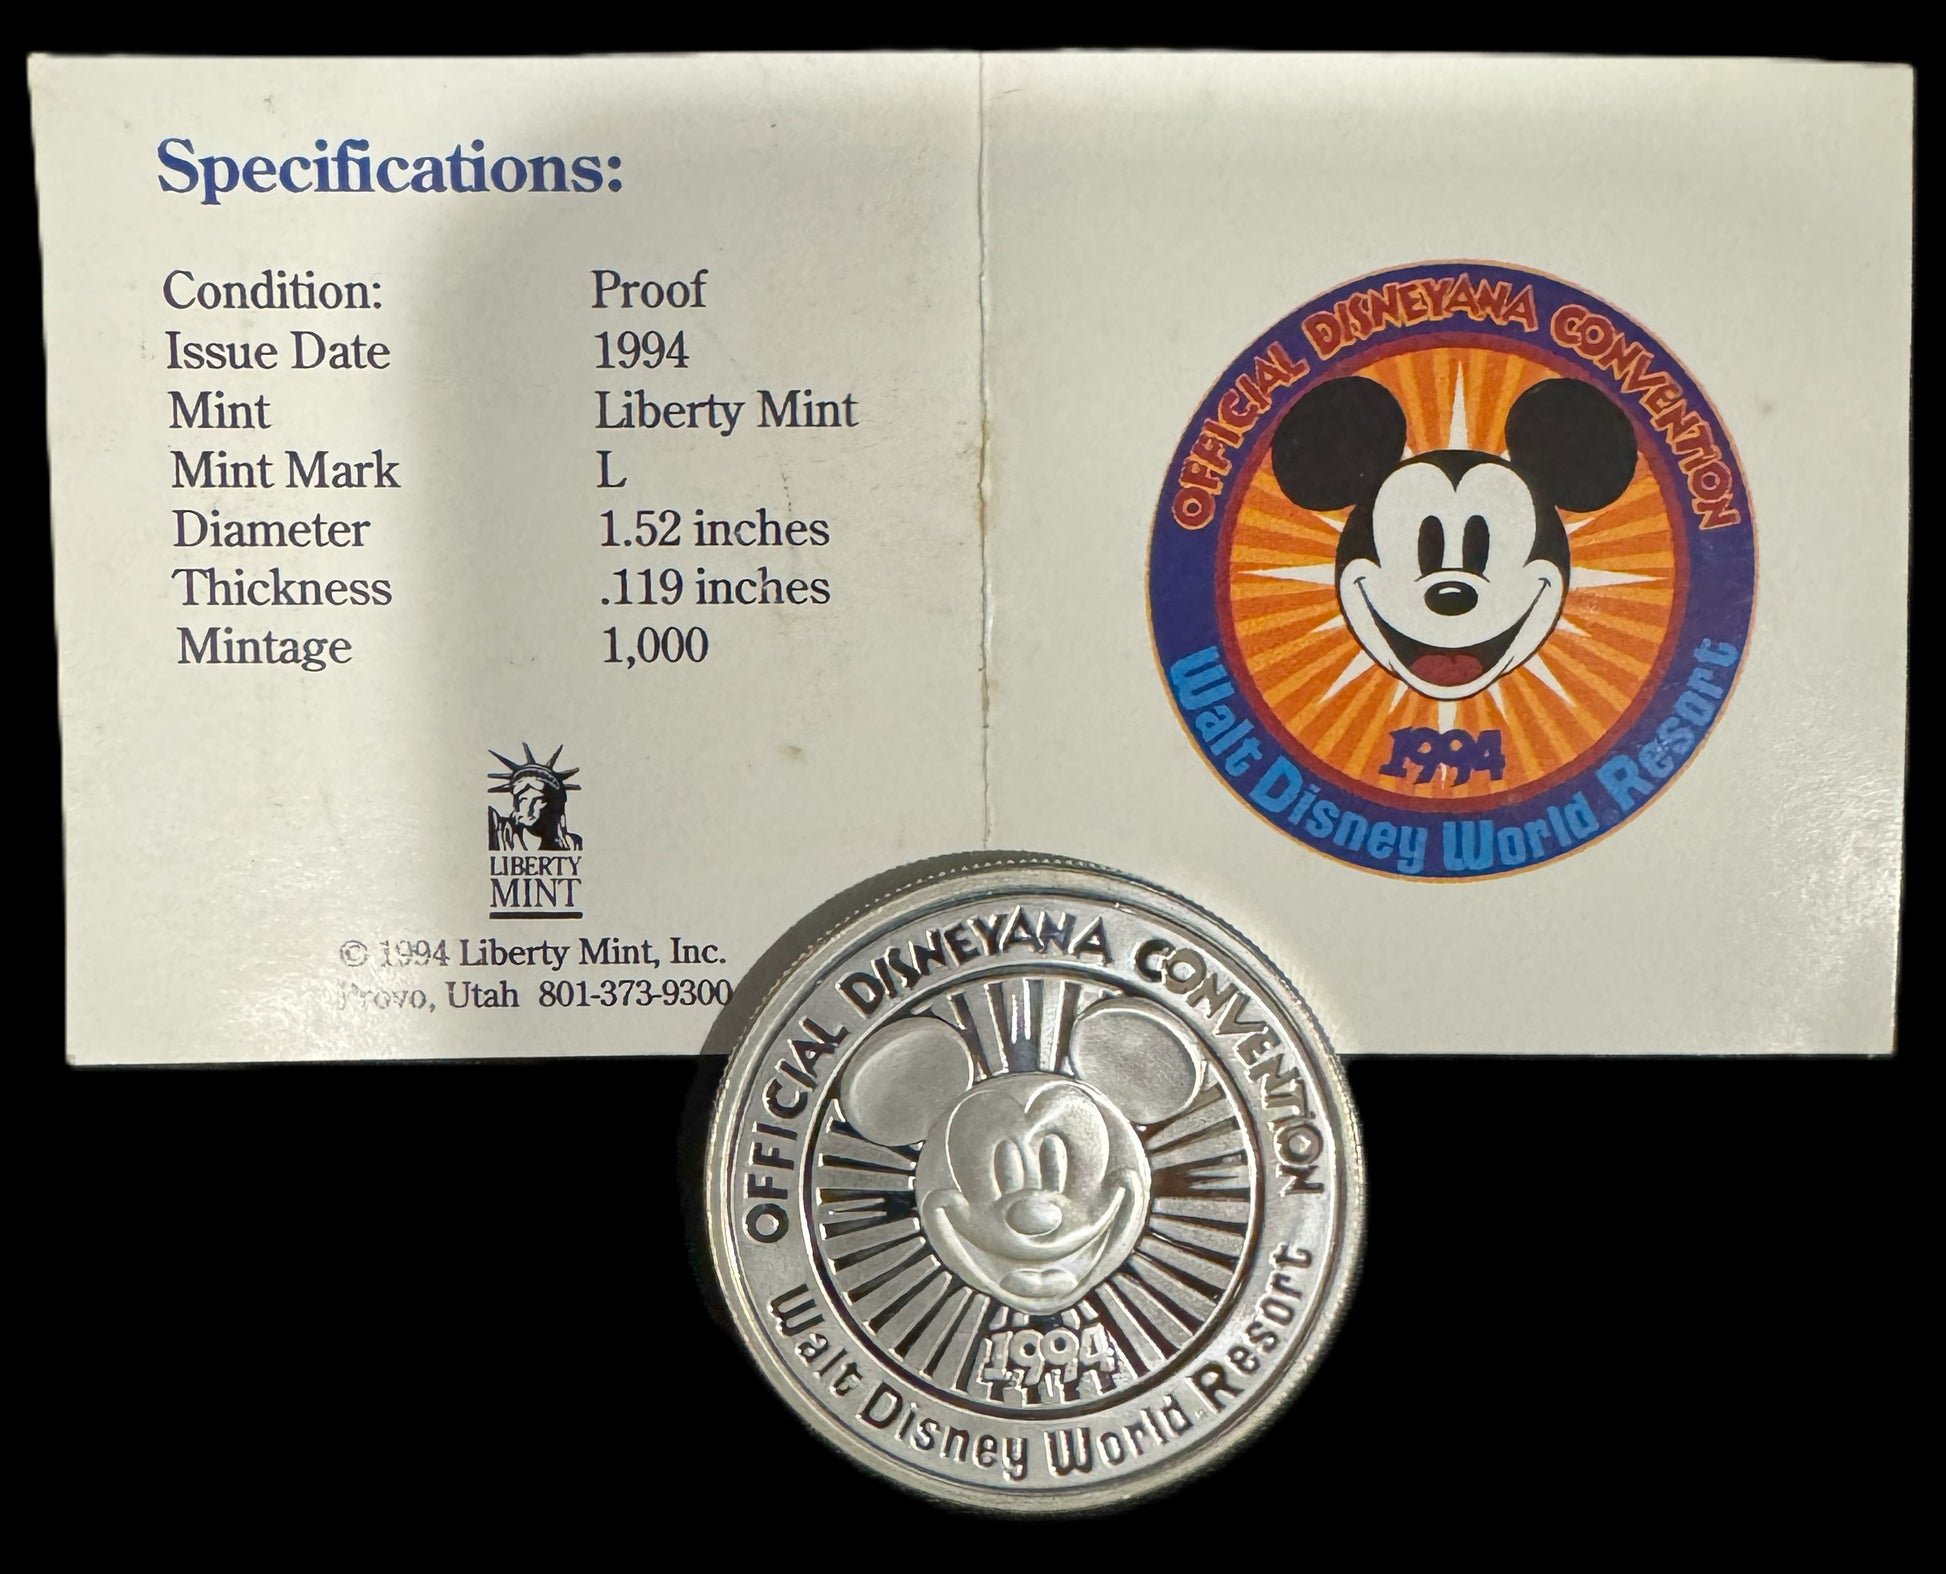 Specifications:
Condition: Proof
Issue Date 1994
Mint Liberty Mint
Mint Mark L
Diameter 1.52 inches
Thickness .119 inches
Mintage 1,000
LIBERTY
MINT
© 1994 Liberty Mint, Inc.
Provo, Utah 801-373-9300
OFFICIAL DISNEYANA CONVENTION
1994
Walt Disney World Resort
OFFICIAL DISNEYANA CONVENTION
1994
Walt Disney World Resort